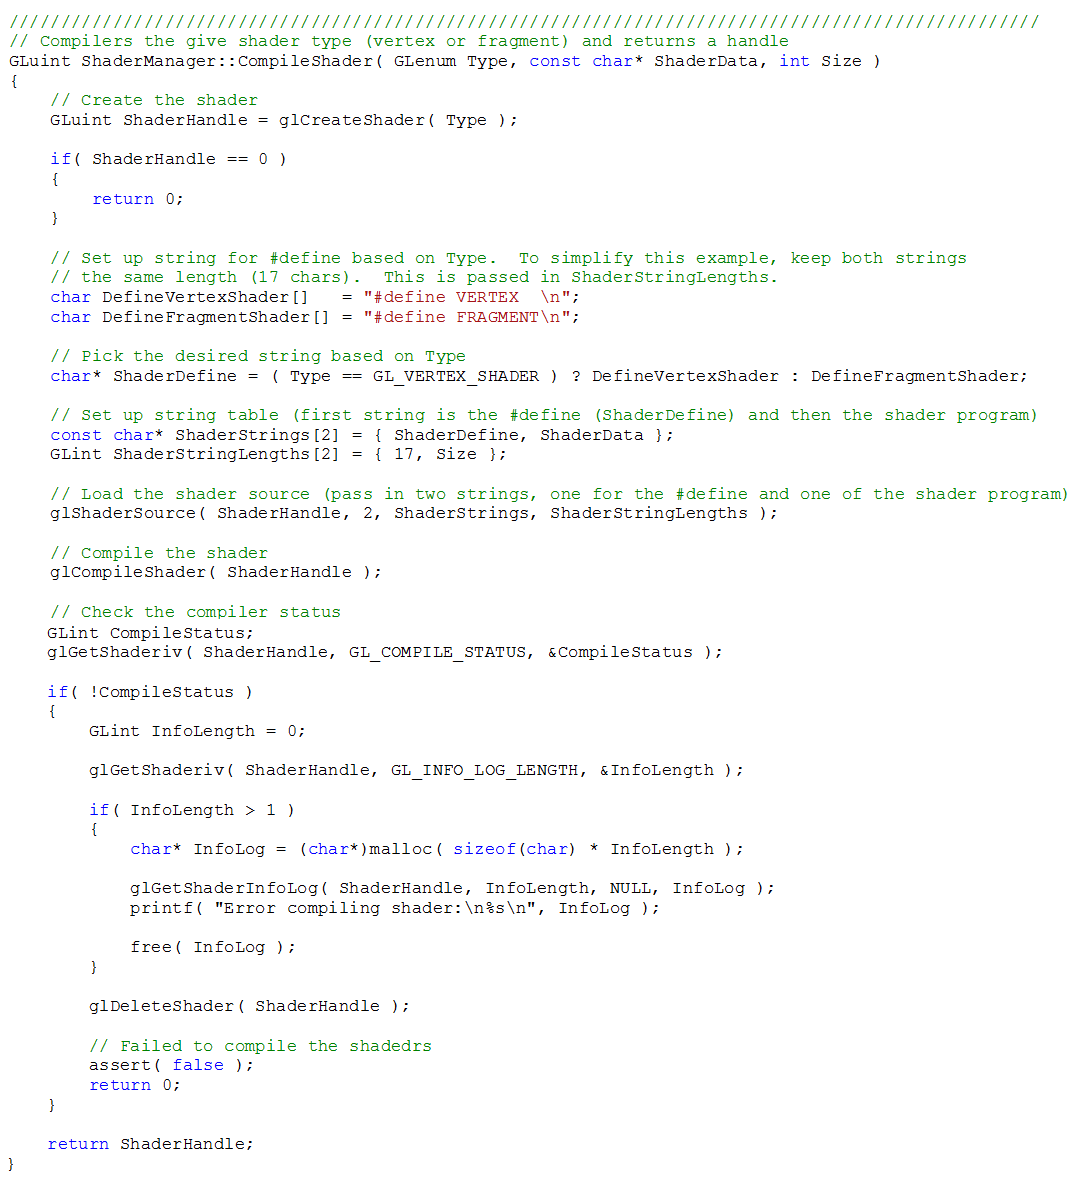 ////////////////////////////////////////////////////////////////////////////////////////////////////
// Compilers the give shader type (vertex or fragment) and returns a handle
GLuint ShaderManager::CompileShader( GLenum Type, const char* ShaderData, int Size )
{
    // Create the shader
    GLuint ShaderHandle = glCreateShader( Type );

    if( ShaderHandle == 0 )
    {
        return 0;
    }

    // Set up string for #define based on Type.  To simplify this example, keep both strings
    // the same length (17 chars).  This is passed in ShaderStringLengths.
    char DefineVertexShader[]   = "#define VERTEX  \n";
    char DefineFragmentShader[] = "#define FRAGMENT\n";

    // Pick the desired string based on Type
    char* ShaderDefine = ( Type == GL_VERTEX_SHADER ) ? DefineVertexShader : DefineFragmentShader;

    // Set up string table (first string is the #define (ShaderDefine) and then the shader program)
    const char* ShaderStrings[2] = { ShaderDefine, ShaderData };
    GLint ShaderStringLengths[2] = { 17, Size };

    // Load the shader source (pass in two strings, one for the #define and one of the shader program)
    glShaderSource( ShaderHandle, 2, ShaderStrings, ShaderStringLengths );

    // Compile the shader
    glCompileShader( ShaderHandle );

    // Check the compiler status
    GLint CompileStatus;
    glGetShaderiv( ShaderHandle, GL_COMPILE_STATUS, &CompileStatus );

    if( !CompileStatus )
    {
        GLint InfoLength = 0;

        glGetShaderiv( ShaderHandle, GL_INFO_LOG_LENGTH, &InfoLength );

        if( InfoLength > 1 )
        {
            char* InfoLog = (char*)malloc( sizeof(char) * InfoLength );

            glGetShaderInfoLog( ShaderHandle, InfoLength, NULL, InfoLog );
            printf( "Error compiling shader:\n%s\n", InfoLog );

            free( InfoLog );
        }

        glDeleteShader( ShaderHandle );

        // Failed to compile the shadedrs
        assert( false );
        return 0;
    }

    return ShaderHandle;
}